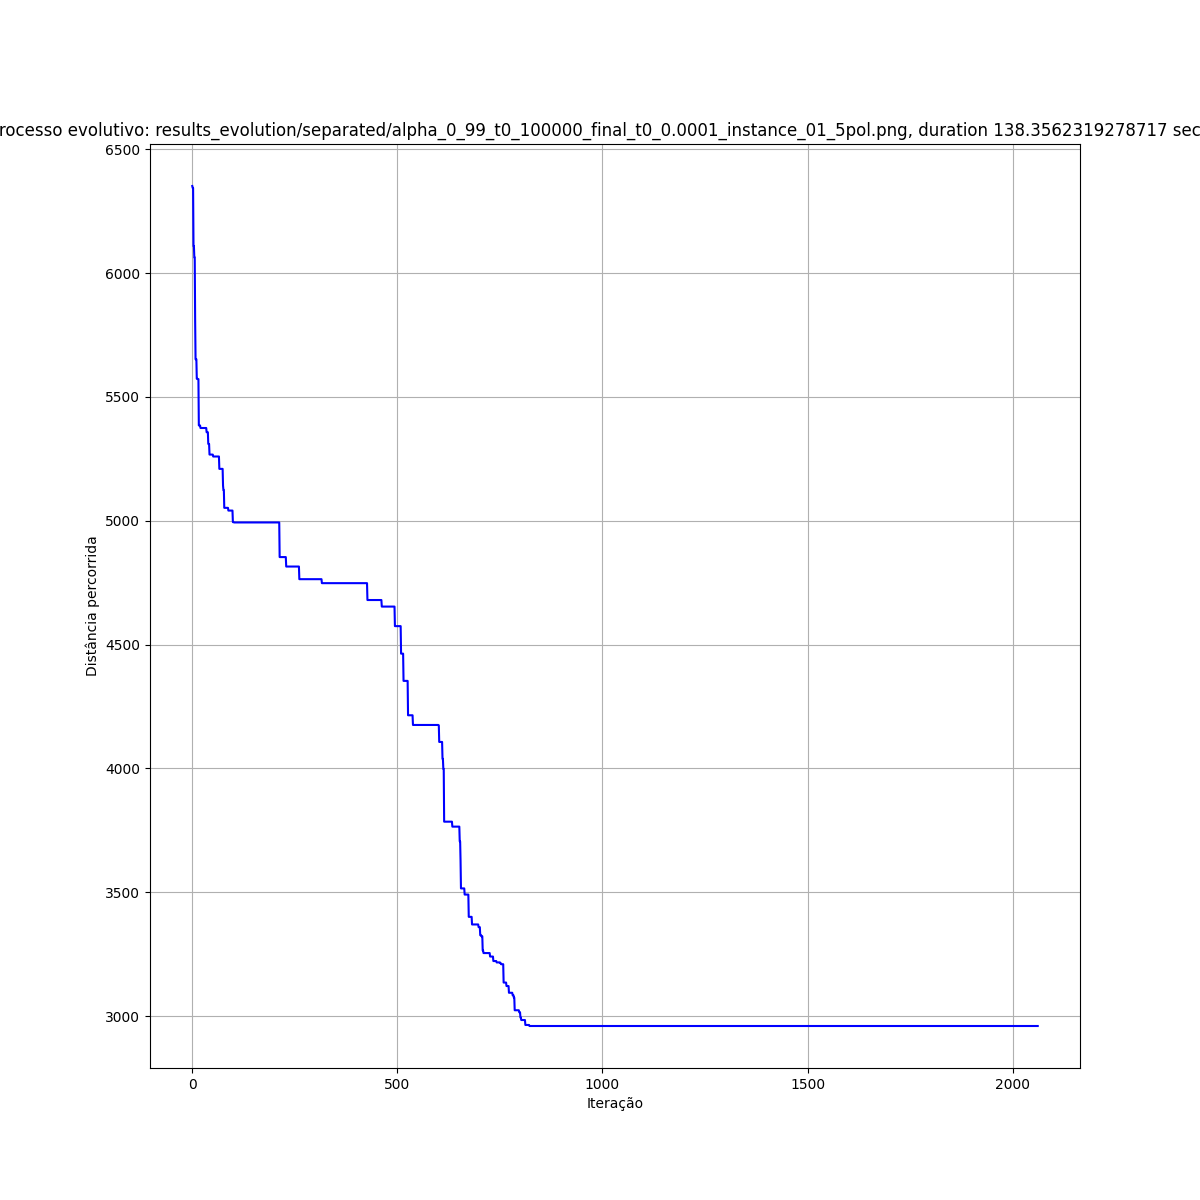 rocesso evolutivo: results_evolution/separated/alpha_0_99_t0_100000_final_t0_0.0001_instance_01_5pol.png, duration 138.3562319278717 sec
6500
6000
5500
5000
4500
4000
3500
3000
Distância percorrida
0 500 1000 1500 2000
Iteração